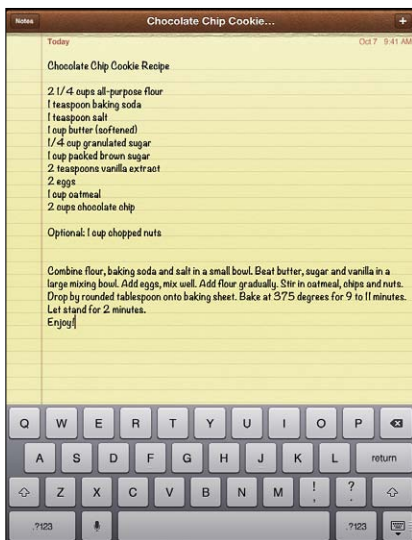 Notes
Chocolate Chip Cookie...
+
Today
Oct 7 9:41 AM
Chocolate Chip Cookie Recipe
2 1/4 cups all-purpose flour
1 teaspoon baking soda
1 teaspoon salt
1 cup butter (softened)
1/4 cup granulated sugar
1 cup packed brown sugar
2 teaspoons vanilla extract
2 eggs
1 cup oatmeal
2 cups chocolate chip
Optional: 1 cup chopped nuts
Combine flour, baking soda and salt in a small bowl. Beat butter, sugar and vanilla in a
large mixing bowl. Add eggs, mix well. Add flour gradually. Stir in oatmeal, chips and nuts.
Drop by rounded tablespoon onto baking sheet. Bake at 375 degrees for 9 to 11 minutes.
Let stand for 2 minutes.
Enjoy!
Q W E R T Y U I O P
A S D F G H J K L return
Z X C V B N M ! , ? .
.?123 .?123